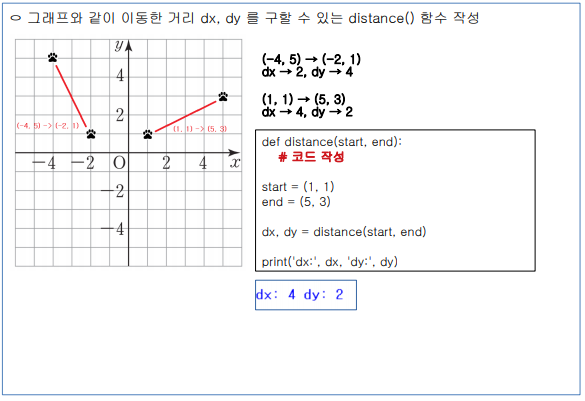 ㅇ 그래프와 같이 이동한 거리 dx, dy 를 구할 수 있는 distance() 함수 작성
y
4
2
(-4, 5) -> (-2, 1)
(1, 1) -> (5, 3)
-4 -2 O 2 4 x
-2
-4
(-4, 5) → (-2, 1)
dx → 2, dy → 4
(1, 1) → (5, 3)
dx → 4, dy → 2
def distance(start, end):
# 코드 작성
start = (1, 1)
end = (5, 3)
dx, dy = distance(start, end)
print('dx:', dx, 'dy:', dy)
dx: 4 dy: 2